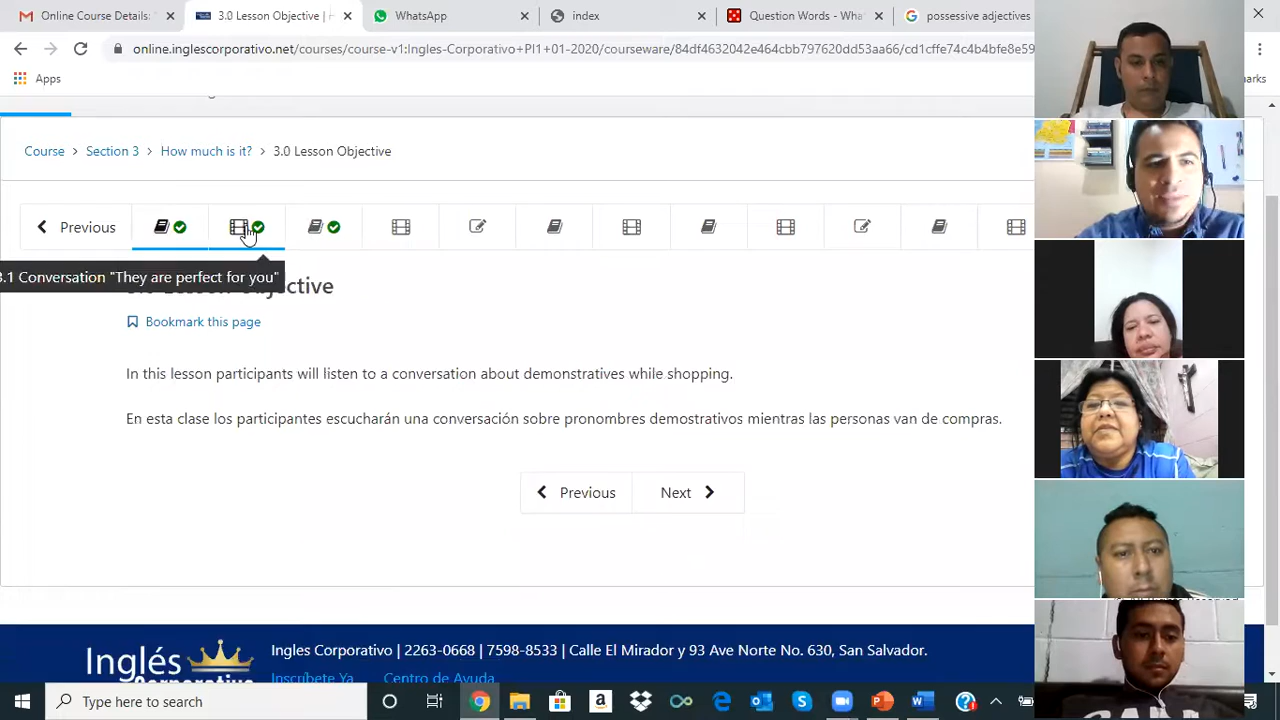 Online Course Details:
3.0 Lesson Objective |
WhatsApp
index
Question Words - Wha
possessive adjectives
online.inglescorporativo.net/courses/course-v1:Ingles-Corporativo+PI1+01-2020/courseware/84df4632042e464cbb797620dd53aa66/cd1cffe74c4b4bfe8e59
Apps
arks
Course > Section 3 How much is it? > 3.0 Lesson Ob
Previous
3.1 Conversation "They are perfect for you"
3.0 Lesson Objective
Bookmark this page
In this lesson participants will listen to a conversation about demonstratives while shopping.
En esta clase los participantes escucharán una conversación sobre pronombres demostrativos mientras las personas van de compras.
Previous
Next
Inglés
Corporativo
Ingles Corporativo | 2263-0668 | 7598-8533 | Calle El Mirador y 93 Ave Norte No. 630, San Salvador.
Inscríbete Ya Centro de Ayuda
Type here to search